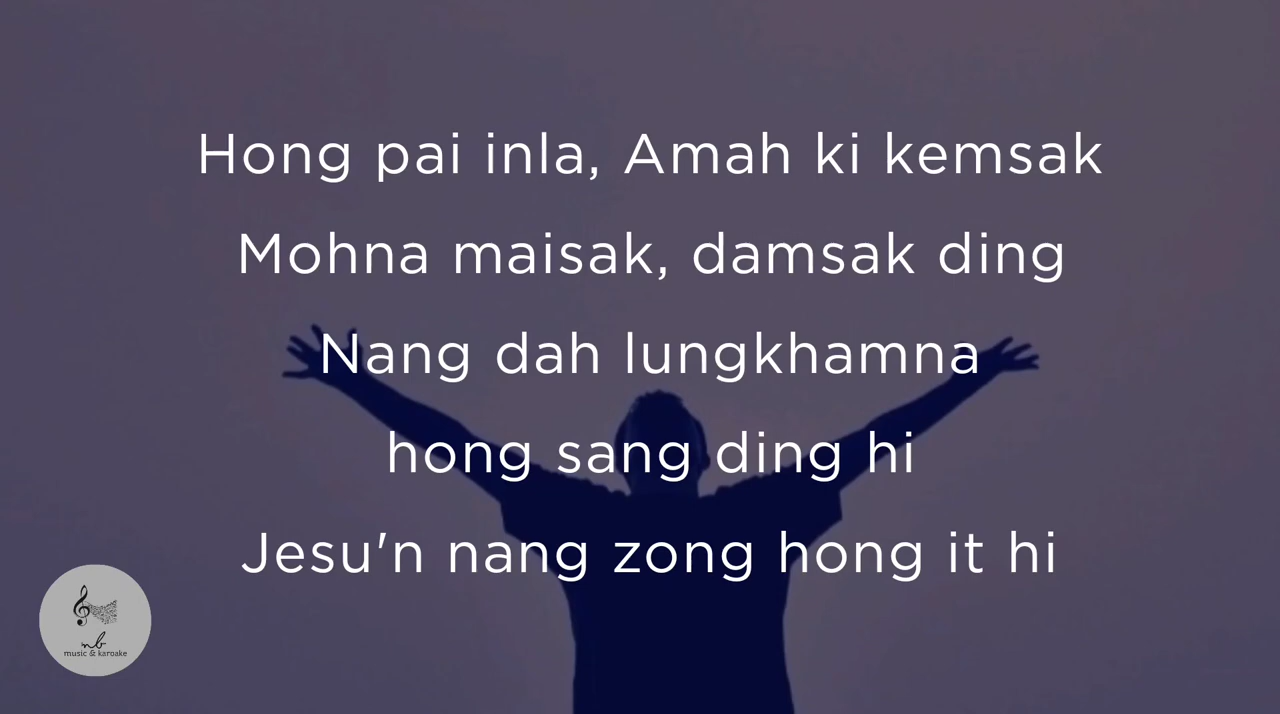 Hong pai inla, Amah ki kemsak
Mohna maisak, damsak ding
Nang dah lungkhamna
hong sang ding hi
Jesu'n nang zong hong it hi
nb
music & karoake